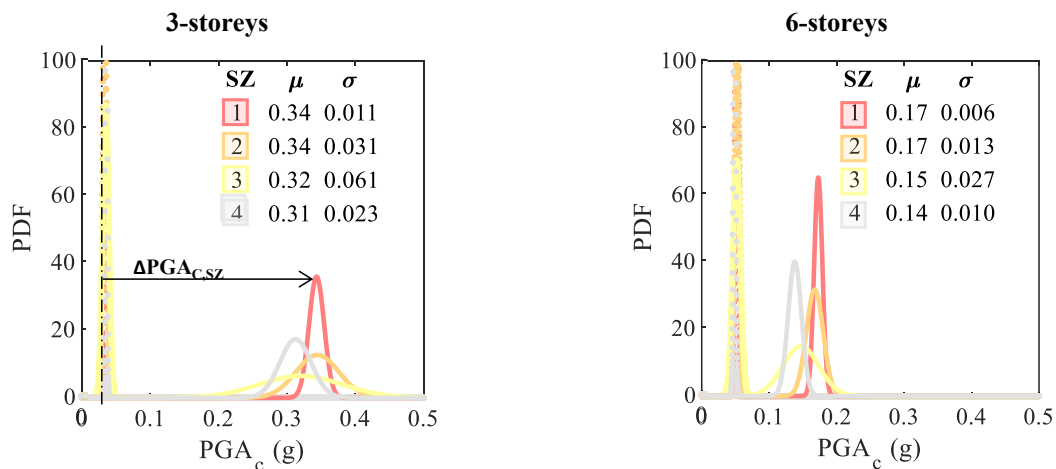 3-storeys
100
80
60
40
20
0
PDF
SZ μ σ
1 0.34 0.011
2 0.34 0.031
3 0.32 0.061
4 0.31 0.023
ΔPGA_C,SZ
0 0.1 0.2 0.3 0.4 0.5
PGA_c (g)
6-storeys
100
80
60
40
20
0
PDF
SZ μ σ
1 0.17 0.006
2 0.17 0.013
3 0.15 0.027
4 0.14 0.010
0 0.1 0.2 0.3 0.4 0.5
PGA_c (g)